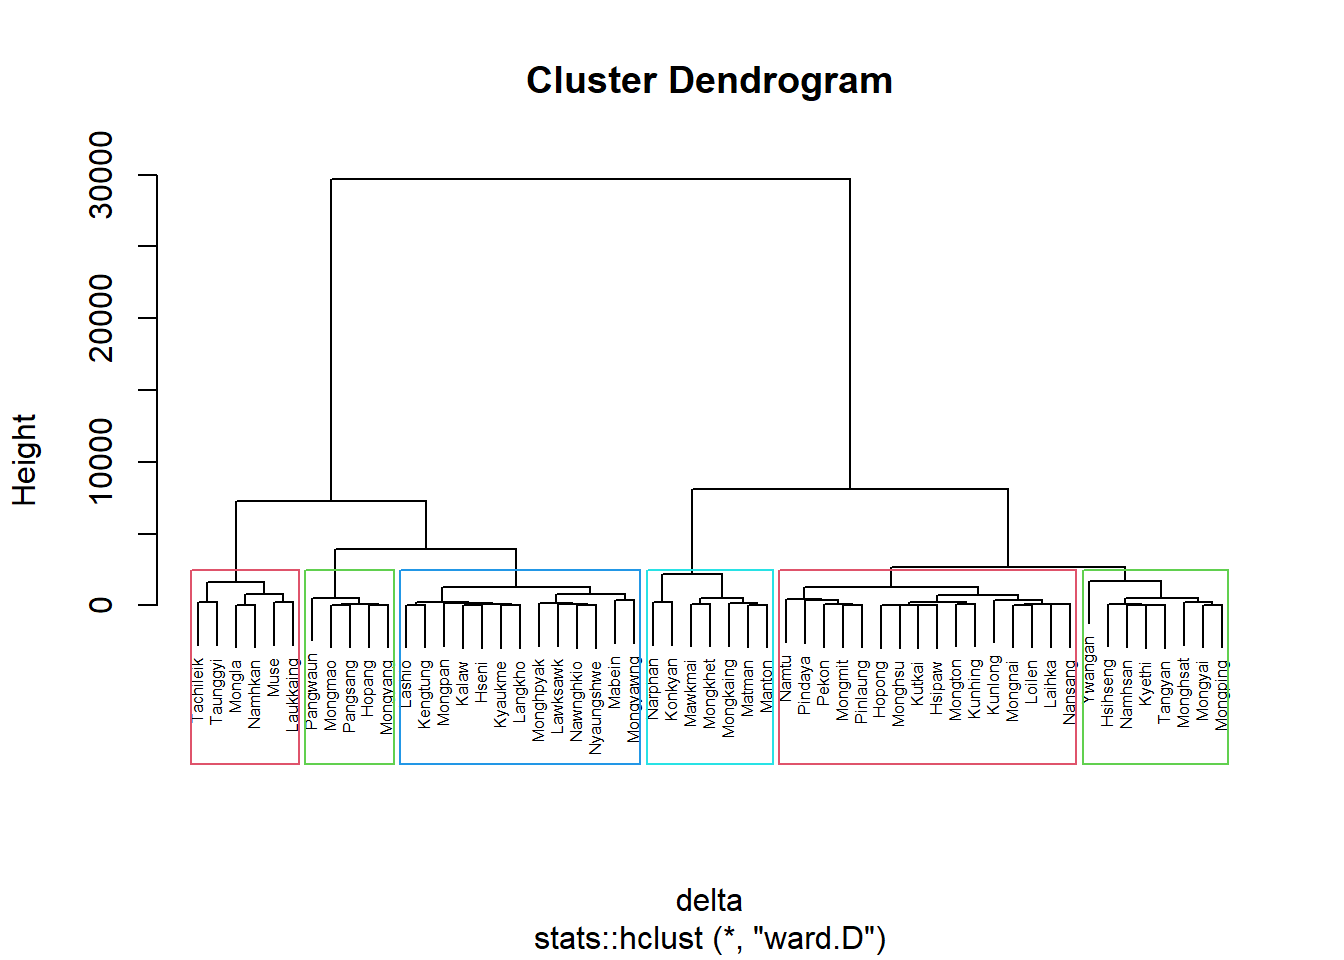 Cluster Dendrogram
Height
0
10000
20000
30000
Tachileik
Taunggyi
Mongla
Namhkan
Muse
Laukkaing
Pangwaun
Mongmao
Pangsang
Hopang
Mongyang
Lashio
Kengtung
Mongpan
Kalaw
Hseni
Kyaukme
Langkho
Monghpyak
Lawksawk
Nawnghkio
Nyaungshwe
Mabein
Mongyawng
Narphan
Konkyan
Mawkmai
Mongkhet
Mongkaing
Matman
Manton
Namtu
Pindaya
Pekon
Mongmit
Pinlaung
Hopong
Monghsu
Kutkai
Hsipaw
Mongton
Kunhing
Kunlong
Mongnai
Loilen
Laihka
Nansang
Ywangan
Hsihseng
Namhsan
Kyethi
Tangyan
Monghsat
Mongyai
Mongping
delta
stats::hclust (*, "ward.D")